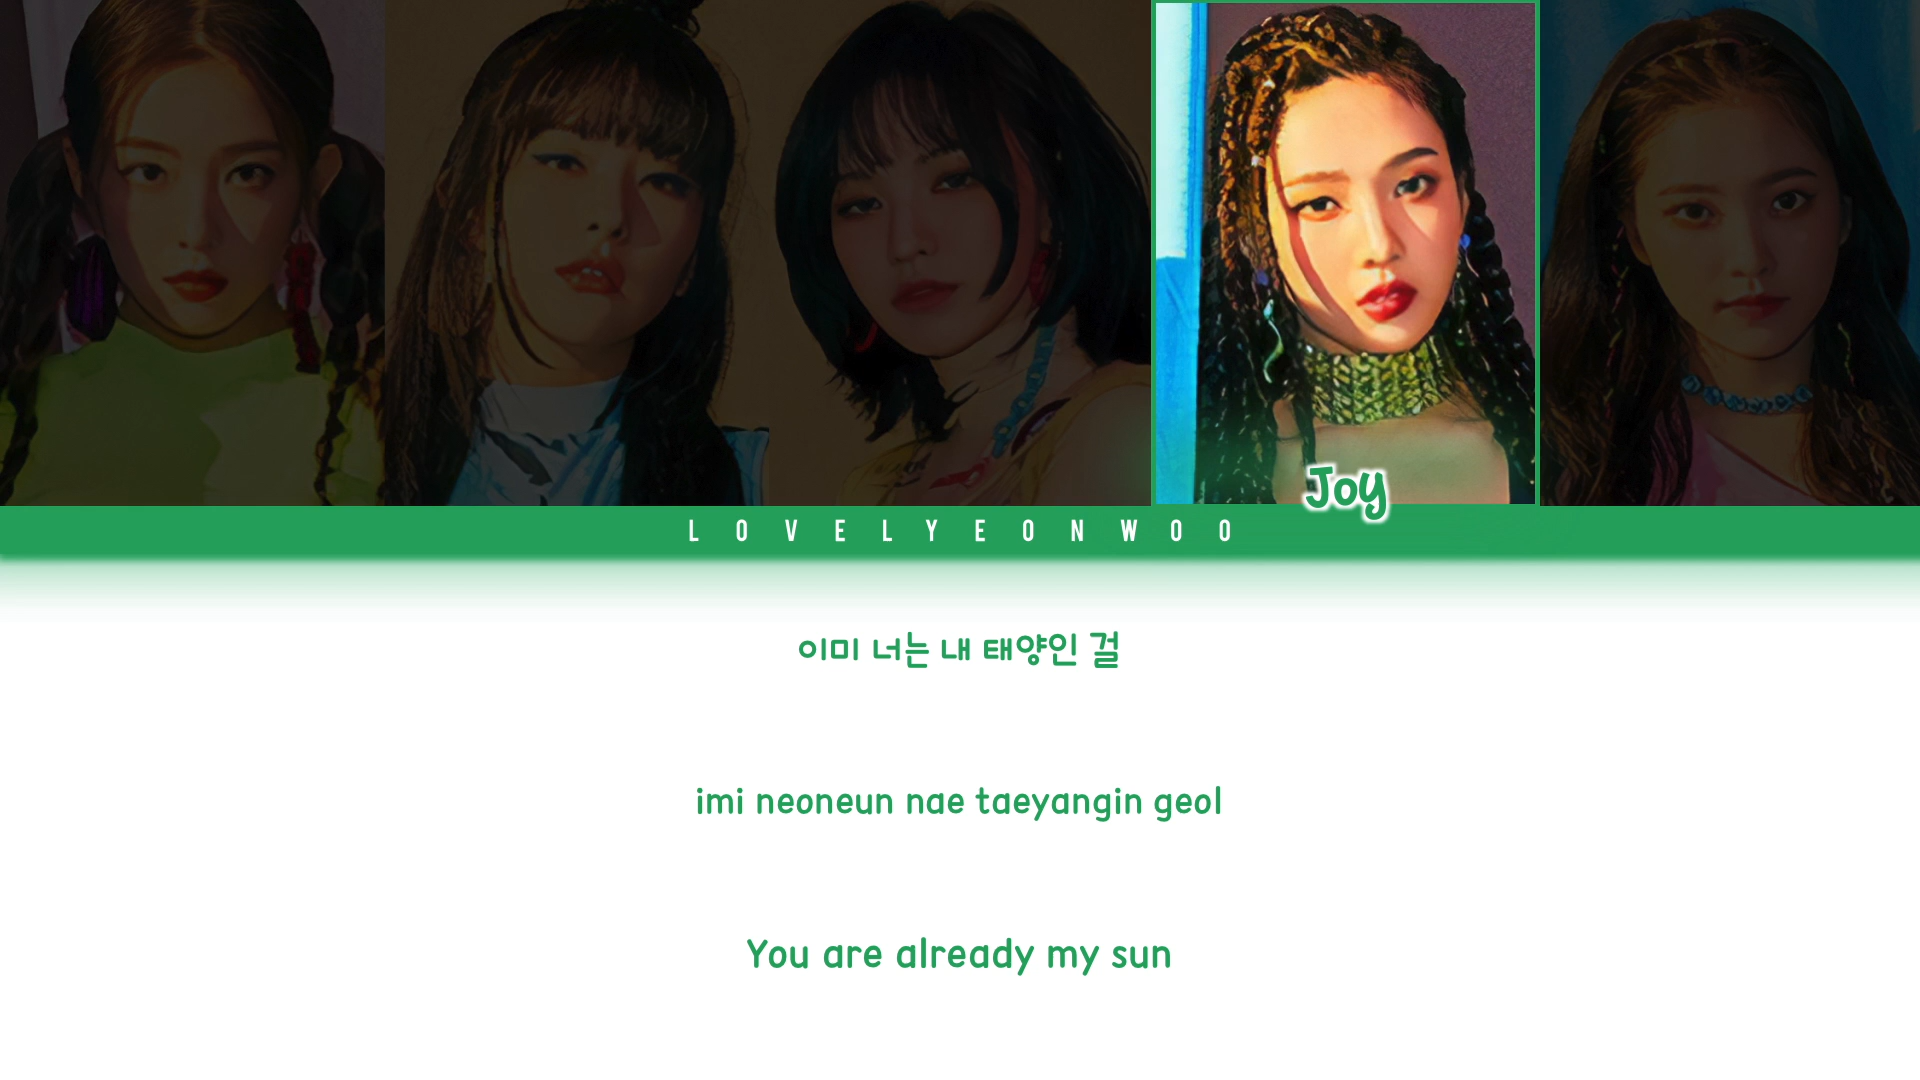 Joy
LOVELYEONWOO
이미 너는 내 태양인 걸
imi neoneun nae taeyangin geol
You are already my sun